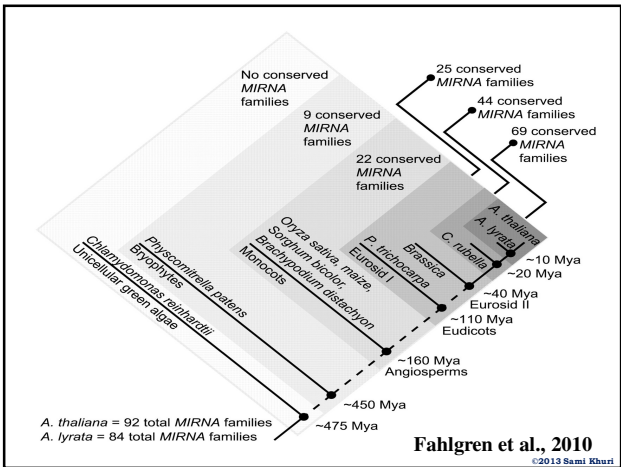 No conserved
MIRNA
families
9 conserved
MIRNA
families
22 conserved
MIRNA
families
25 conserved
MIRNA families
44 conserved
MIRNA families
69 conserved
MIRNA
families
Chlamydomonas reinhardtii
Unicellular green algae
Physcomitrella patens
Bryophytes
Oryza sativa, maize,
Sorghum bicolor,
Brachypodium distachyon
Monocots
P. trichocarpa
Eurosid I
Brassica
C. rubella
A. thaliana
A. lyrata
~10 Mya
~20 Mya
~40 Mya
Eurosid II
~110 Mya
Eudicots
~160 Mya
Angiosperms
~450 Mya
~475 Mya
A. thaliana = 92 total MIRNA families
A. lyrata = 84 total MIRNA families
Fahlgren et al., 2010
©2013 Sami Khuri